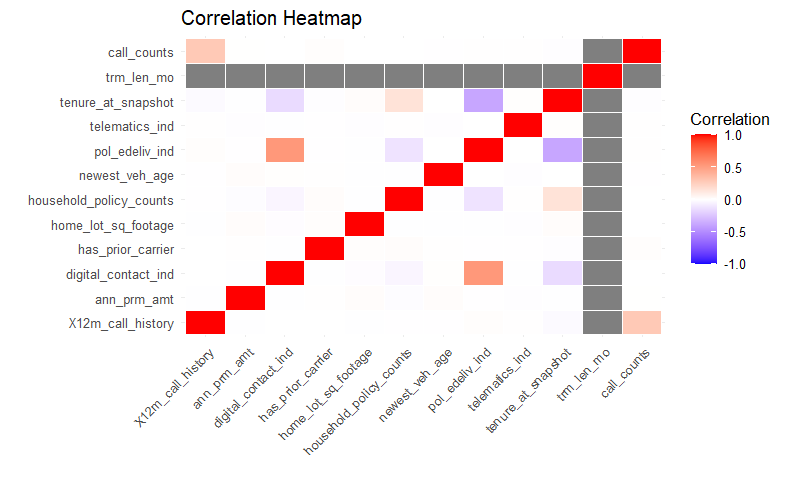 Correlation Heatmap
call_counts
trm_len_mo
tenure_at_snapshot
telematics_ind
pol_edeliv_ind
newest_veh_age
household_policy_counts
home_lot_sq_footage
has_prior_carrier
digital_contact_ind
ann_prm_amt
X12m_call_history
X12m_call_history
ann_prm_amt
digital_contact_ind
has_prior_carrier
home_lot_sq_footage
household_policy_counts
newest_veh_age
pol_edeliv_ind
telematics_ind
tenure_at_snapshot
trm_len_mo
call_counts
Correlation
1.0
0.5
0.0
-0.5
-1.0